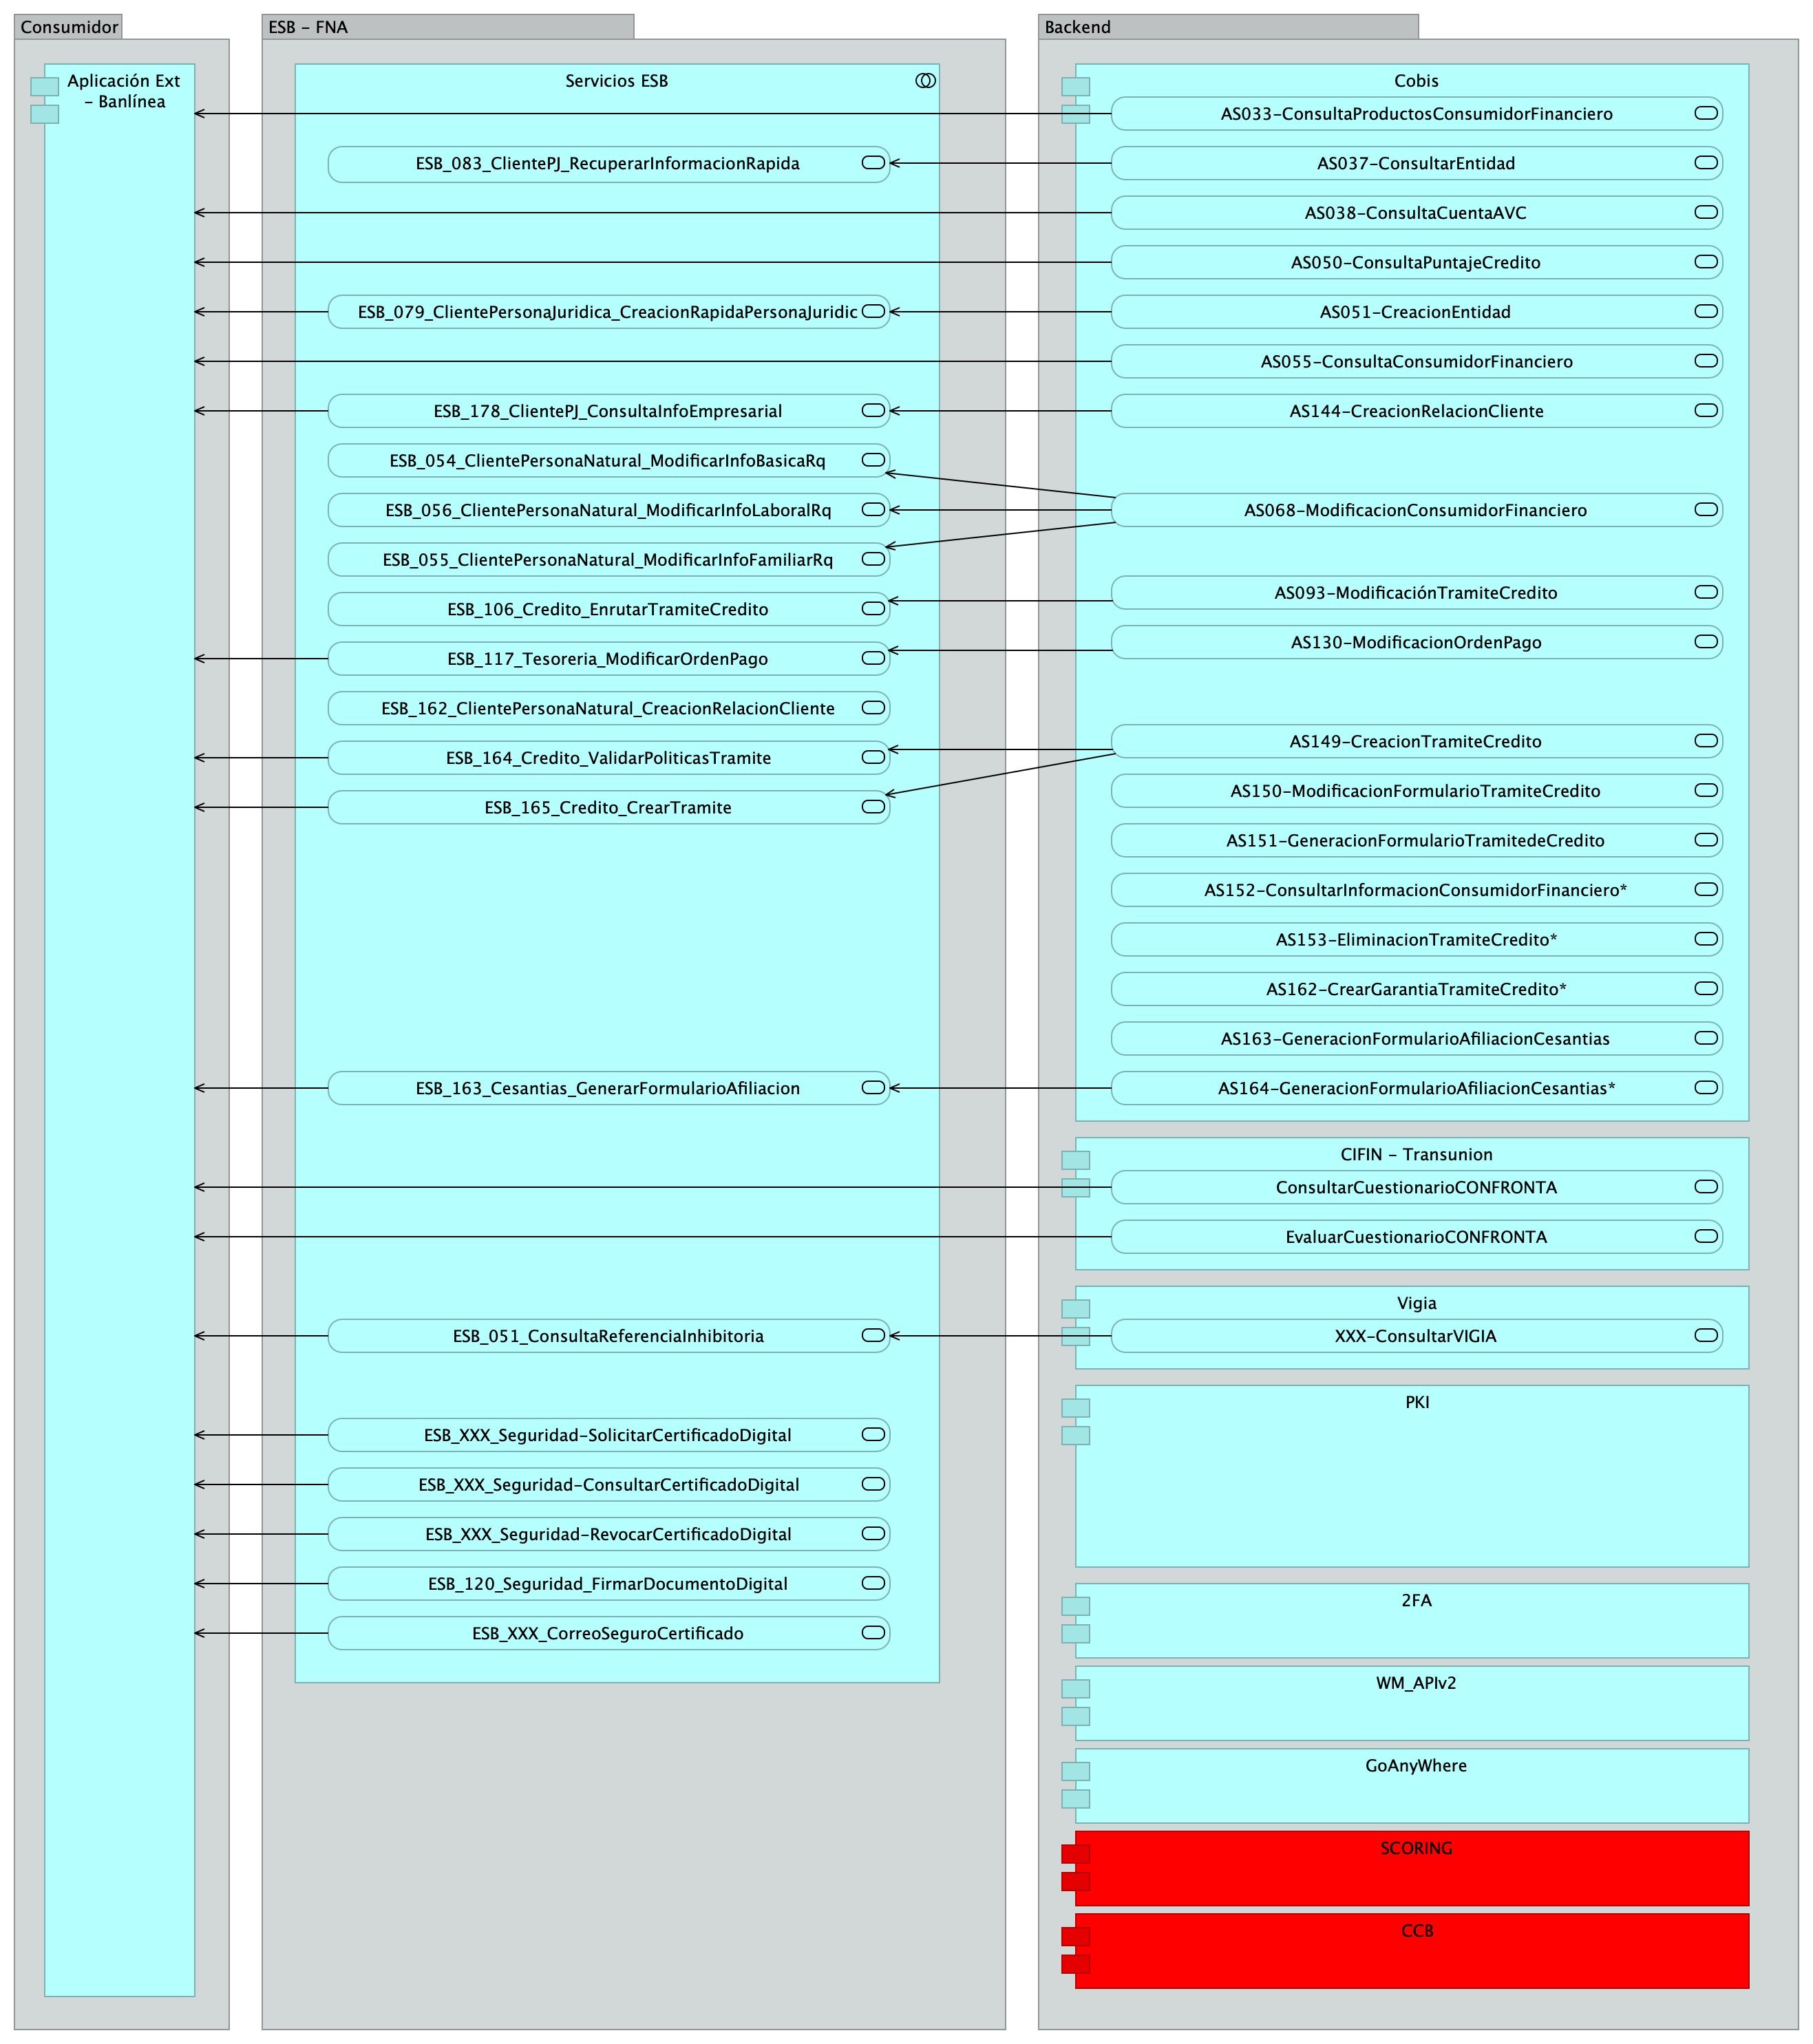 Consumidor
Aplicación Ext
- Banlínea
ESB - FNA
Servicios ESB
ESB_083_ClientePJ_RecuperarInformacionRapida
ESB_079_ClientePersonaJuridica_CreacionRapidaPersonaJuridic
ESB_178_ClientePJ_ConsultaInfoEmpresarial
ESB_054_ClientePersonaNatural_ModificarInfoBasicaRq
ESB_056_ClientePersonaNatural_ModificarInfoLaboralRq
ESB_055_ClientePersonaNatural_ModificarInfoFamiliarRq
ESB_106_Credito_EnrutarTramiteCredito
ESB_117_Tesoreria_ModificarOrdenPago
ESB_162_ClientePersonaNatural_CreacionRelacionCliente
ESB_164_Credito_ValidarPoliticasTramite
ESB_165_Credito_CrearTramite
ESB_163_Cesantias_GenerarFormularioAfiliacion
ESB_051_ConsultaReferenciaInhibitoria
ESB_XXX_Seguridad-SolicitarCertificadoDigital
ESB_XXX_Seguridad-ConsultarCertificadoDigital
ESB_XXX_Seguridad-RevocarCertificadoDigital
ESB_120_Seguridad_FirmarDocumentoDigital
ESB_XXX_CorreoSeguroCertificado
Backend
Cobis
AS033-ConsultaProductosConsumidorFinanciero
AS037-ConsultarEntidad
AS038-ConsultaCuentaAVC
AS050-ConsultaPuntajeCredito
AS051-CreacionEntidad
AS055-ConsultaConsumidorFinanciero
AS144-CreacionRelacionCliente
AS068-ModificacionConsumidorFinanciero
AS093-ModificaciónTramiteCredito
AS130-ModificacionOrdenPago
AS149-CreacionTramiteCredito
AS150-ModificacionFormularioTramiteCredito
AS151-GeneracionFormularioTramitedeCredito
AS152-ConsultarInformacionConsumidorFinanciero*
AS153-EliminacionTramiteCredito*
AS162-CrearGarantiaTramiteCredito*
AS163-GeneracionFormularioAfiliacionCesantias
AS164-GeneracionFormularioAfiliacionCesantias*
CIFIN - Transunion
ConsultarCuestionarioCONFRONTA
EvaluarCuestionarioCONFRONTA
Vigia
XXX-ConsultarVIGIA
PKI
2FA
WM_APIv2
GoAnyWhere
SCORING
CCB